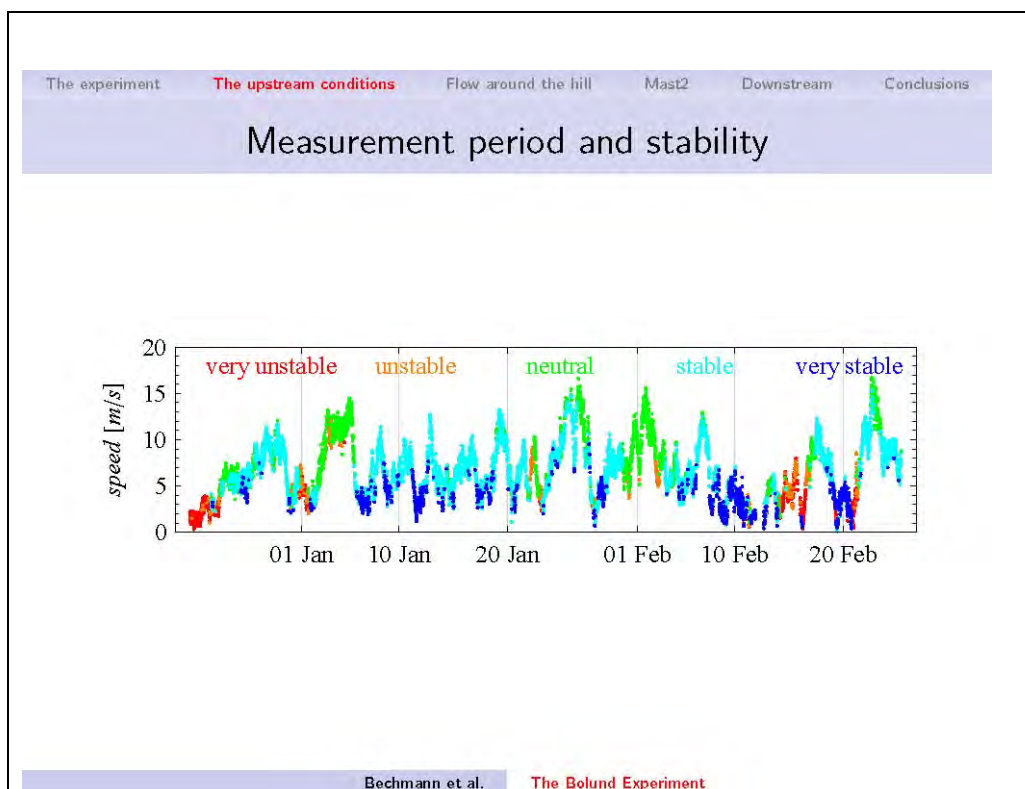 The experiment The upstream conditions Flow around the hill Mast2 Downstream Conclusions
Measurement period and stability
20
very unstable unstable neutral stable very stable
15
10
5
0
speed [m/s]
01 Jan 10 Jan 20 Jan 01 Feb 10 Feb 20 Feb
Bechmann et al. The Bolund Experiment